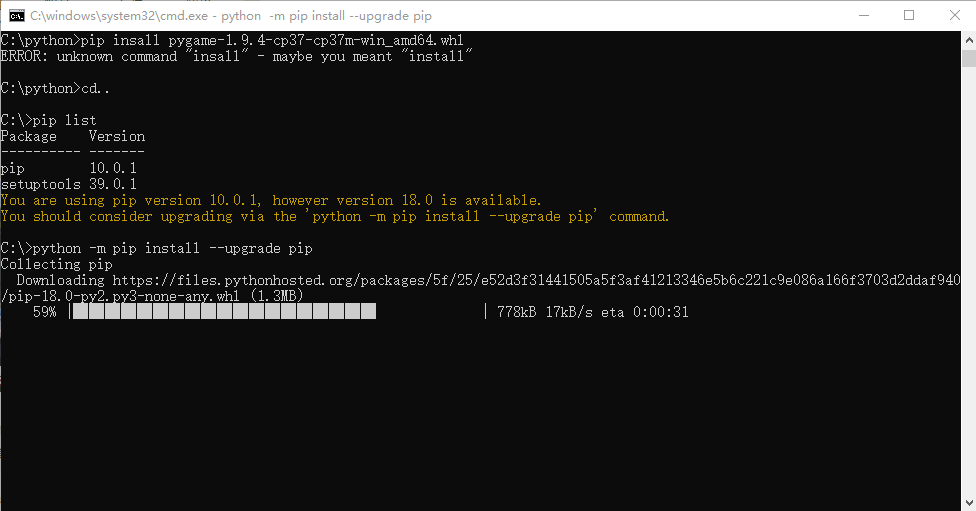 C:\windows\system32\cmd.exe - python  -m pip install --upgrade pip
C:\python>pip insall pygame-1.9.4-cp37-cp37m-win_amd64.whl
ERROR: unknown command "insall" - maybe you meant "install"
C:\python>cd..
C:\>pip list
Package    Version
---------- -------
pip        10.0.1
setuptools 39.0.1
You are using pip version 10.0.1, however version 18.0 is available.
You should consider upgrading via the 'python -m pip install --upgrade pip' command.
C:\>python -m pip install --upgrade pip
Collecting pip
  Downloading https://files.pythonhosted.org/packages/5f/25/e52d3f31441505a5f3af41213346e5b6c221c9e086a166f3703d2ddaf940
/pip-18.0-py2.py3-none-any.whl (1.3MB)
    59% |                    | 778kB 17kB/s eta 0:00:31